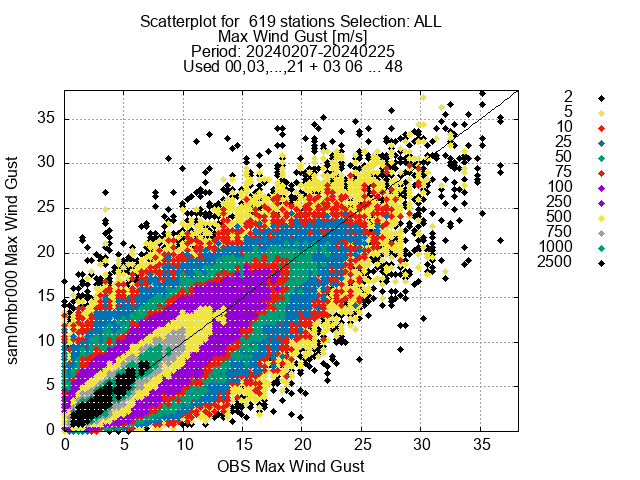 Scatterplot for  619 stations Selection: ALL
Max Wind Gust [m/s]
Period: 20240207-20240225
Used 00,03,...,21 + 03 06 ... 48
sam0mbr000 Max Wind Gust
35
30
25
20
15
10
5
0
0 5 10 15 20 25 30 35
OBS Max Wind Gust
2
5
10
25
50
75
100
250
500
750
1000
2500